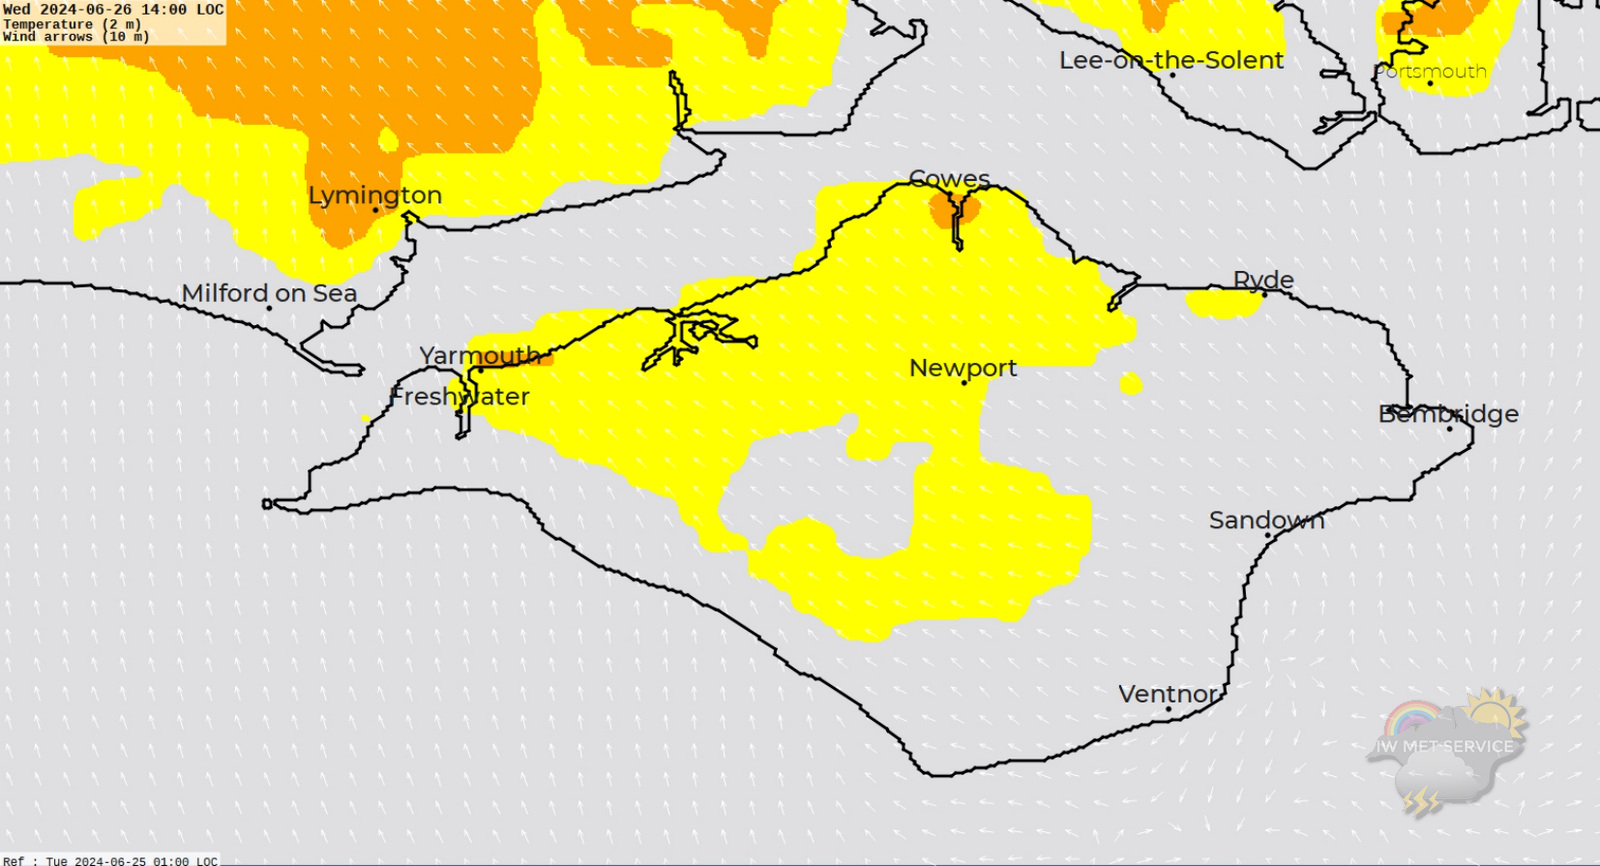 Wed 2024-06-26 14:00 LOC
Temperature (2 m)
Wind arrows (10 m)
Lee-on-the-Solent
Portsmouth
Cowes
Lymington
Ryde
Milford on Sea
Yarmouth
Newport
Freshwater
Bembridge
Sandown
Ventnor
IW MET SERVICE
Ref : Tue 2024-06-25 01:00 LOC